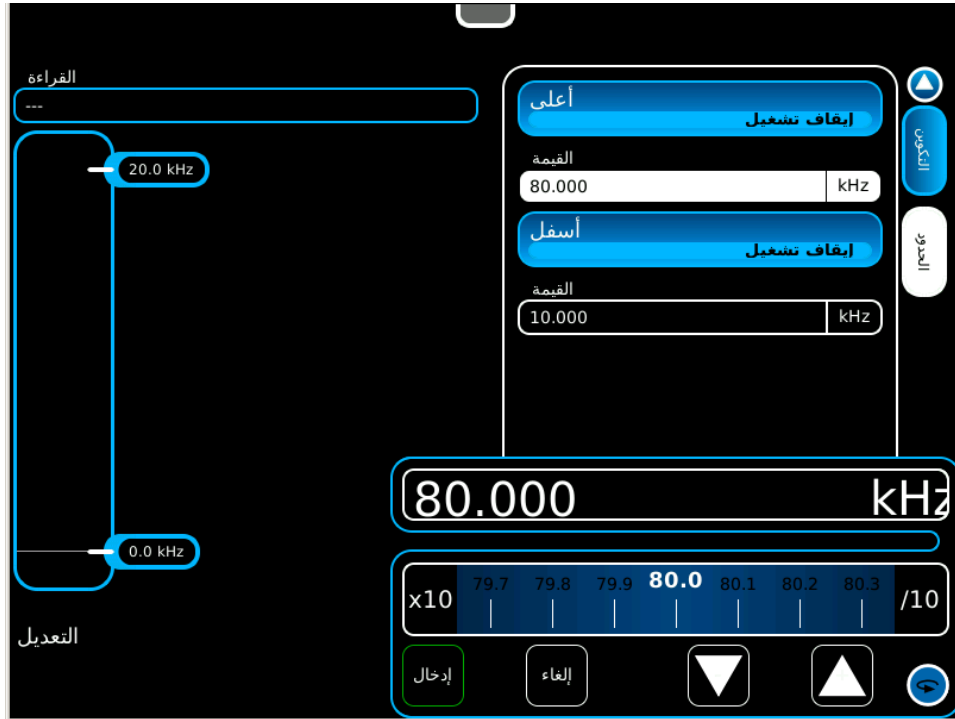 القراءة
---
20.0 kHz
0.0 kHz
التعديل
أعلى
إيقاف تشغيل
القيمة
80.000 kHz
أسفل
إيقاف تشغيل
القيمة
10.000 kHz
التكوين
الحدود
80.000 kHz
x10 79.7 79.8 79.9 80.0 80.1 80.2 80.3 /10
إدخال إلغاء